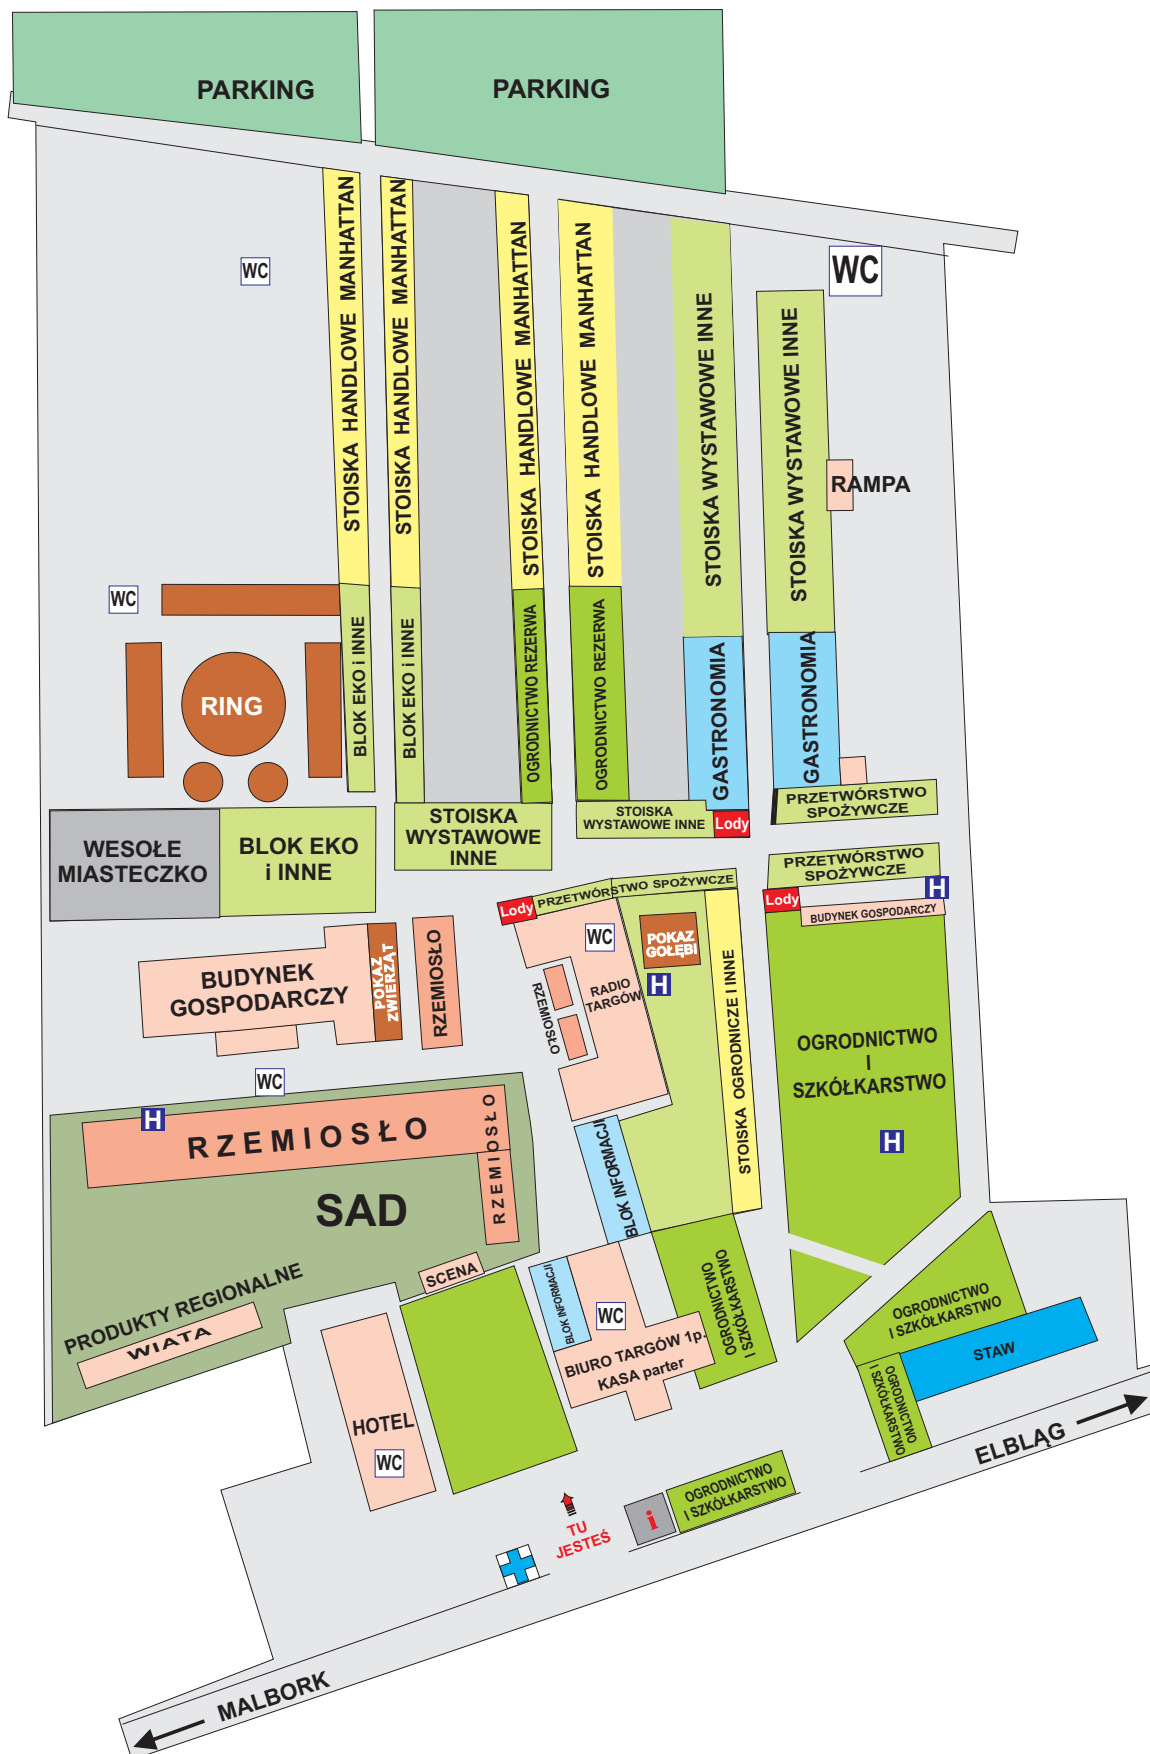 PARKING
PARKING
STOISKA HANDLOWE MANHATTAN
STOISKA HANDLOWE MANHATTAN
STOISKA HANDLOWE MANHATTAN
STOISKA HANDLOWE MANHATTAN
STOISKA WYSTAWOWE INNE
STOISKA WYSTAWOWE INNE
WC
WC
RAMPA
WC
BLOK EKO i INNE
BLOK EKO i INNE
OGRODNICTWO REZERWA
OGRODNICTWO REZERWA
GASTRONOMIA
GASTRONOMIA
RING
PRZETWÓRSTWO
SPOŻYWCZE
STOISKA
WYSTAWOWE
INNE
STOISKA
WYSTAWOWE INNE
Lody
WESOŁE
MIASTECZKO
BLOK EKO
i INNE
PRZETWÓRSTWO
SPOŻYWCZE
H
Lody
BUDYNEK GOSPODARCZY
Lody
PRZETWÓRSTWO SPOŻYWCZE
WC
POKAZ
GOŁĘBI
H
RADIO
TARGÓW
RZEMIOSŁO
STOISKA OGRODNICZE I INNE
BUDYNEK
GOSPODARCZY
POKAZ
ZWIERZĄT
RZEMIOSŁO
OGRODNICTWO
I
SZKÓŁKARSTWO
H
WC
H
RZEMIOSŁO
RZEMIOSŁO
SAD
BLOK INFORMACJI
SCENA
PRODUKTY REGIONALNE
WIATA
BLOK INFORMACJI
WC
BIURO TARGÓW 1p.
KASA parter
OGRODNICTWO
I SZKÓŁKARSTWO
OGRODNICTWO
I SZKÓŁKARSTWO
STAW
OGRODNICTWO
I SZKÓŁKARSTWO
HOTEL
WC
ELBLĄG
OGRODNICTWO
I SZKÓŁKARSTWO
i
TU
JESTEŚ
MALBORK